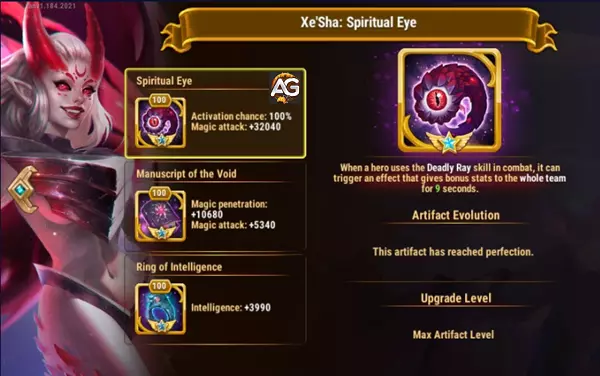 Xe'Sha: Spiritual Eye
AG
Spiritual Eye
100
Activation chance: 100%
Magic attack: +32040
Manuscript of the Void
100
Magic penetration:
+10680
Magic attack: +5340
Ring of Intelligence
100
Intelligence: +3990
100
When a hero uses the Deadly Ray skill in combat, it can
trigger an effect that gives bonus stats to the whole team
for 9 seconds.
Artifact Evolution
This artifact has reached perfection.
Upgrade Level
Max Artifact Level